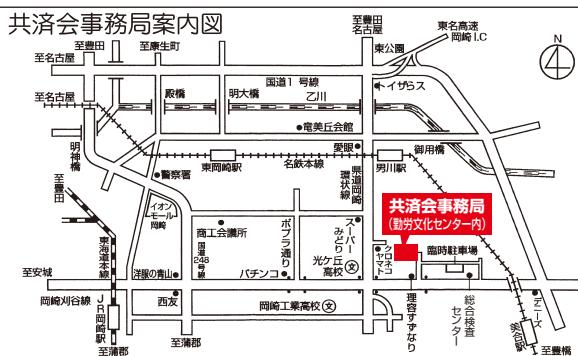 共済会事務局案内図
至豊田
至康生町
至豊田
名古屋
東名高速
岡崎I.C
N
至名古屋
東公園
国道1号線
トイザらス
至名古屋
殿橋
明大橋
乙川
竜美丘会館
明神橋
愛眼
御用橋
東岡崎駅
名鉄本線
男川駅
警察署
県道岡崎
環状線
至豊田
イオン
モール
岡崎
共済会事務局
(勤労文化センター内)
商工会議所
ポプラ通り
スーパー
みどり
光ケ丘
高校
文
クロネコ
ヤマト
臨時駐車場
東海道本線
国道248号線
至安城
洋服の青山
パチンコ
岡崎刈谷線
JR岡崎駅
西友
岡崎工業高校
文
理容すずなり
総合検査
センター
デニーズ
美合駅
至蒲郡
至蒲郡
至豊橋